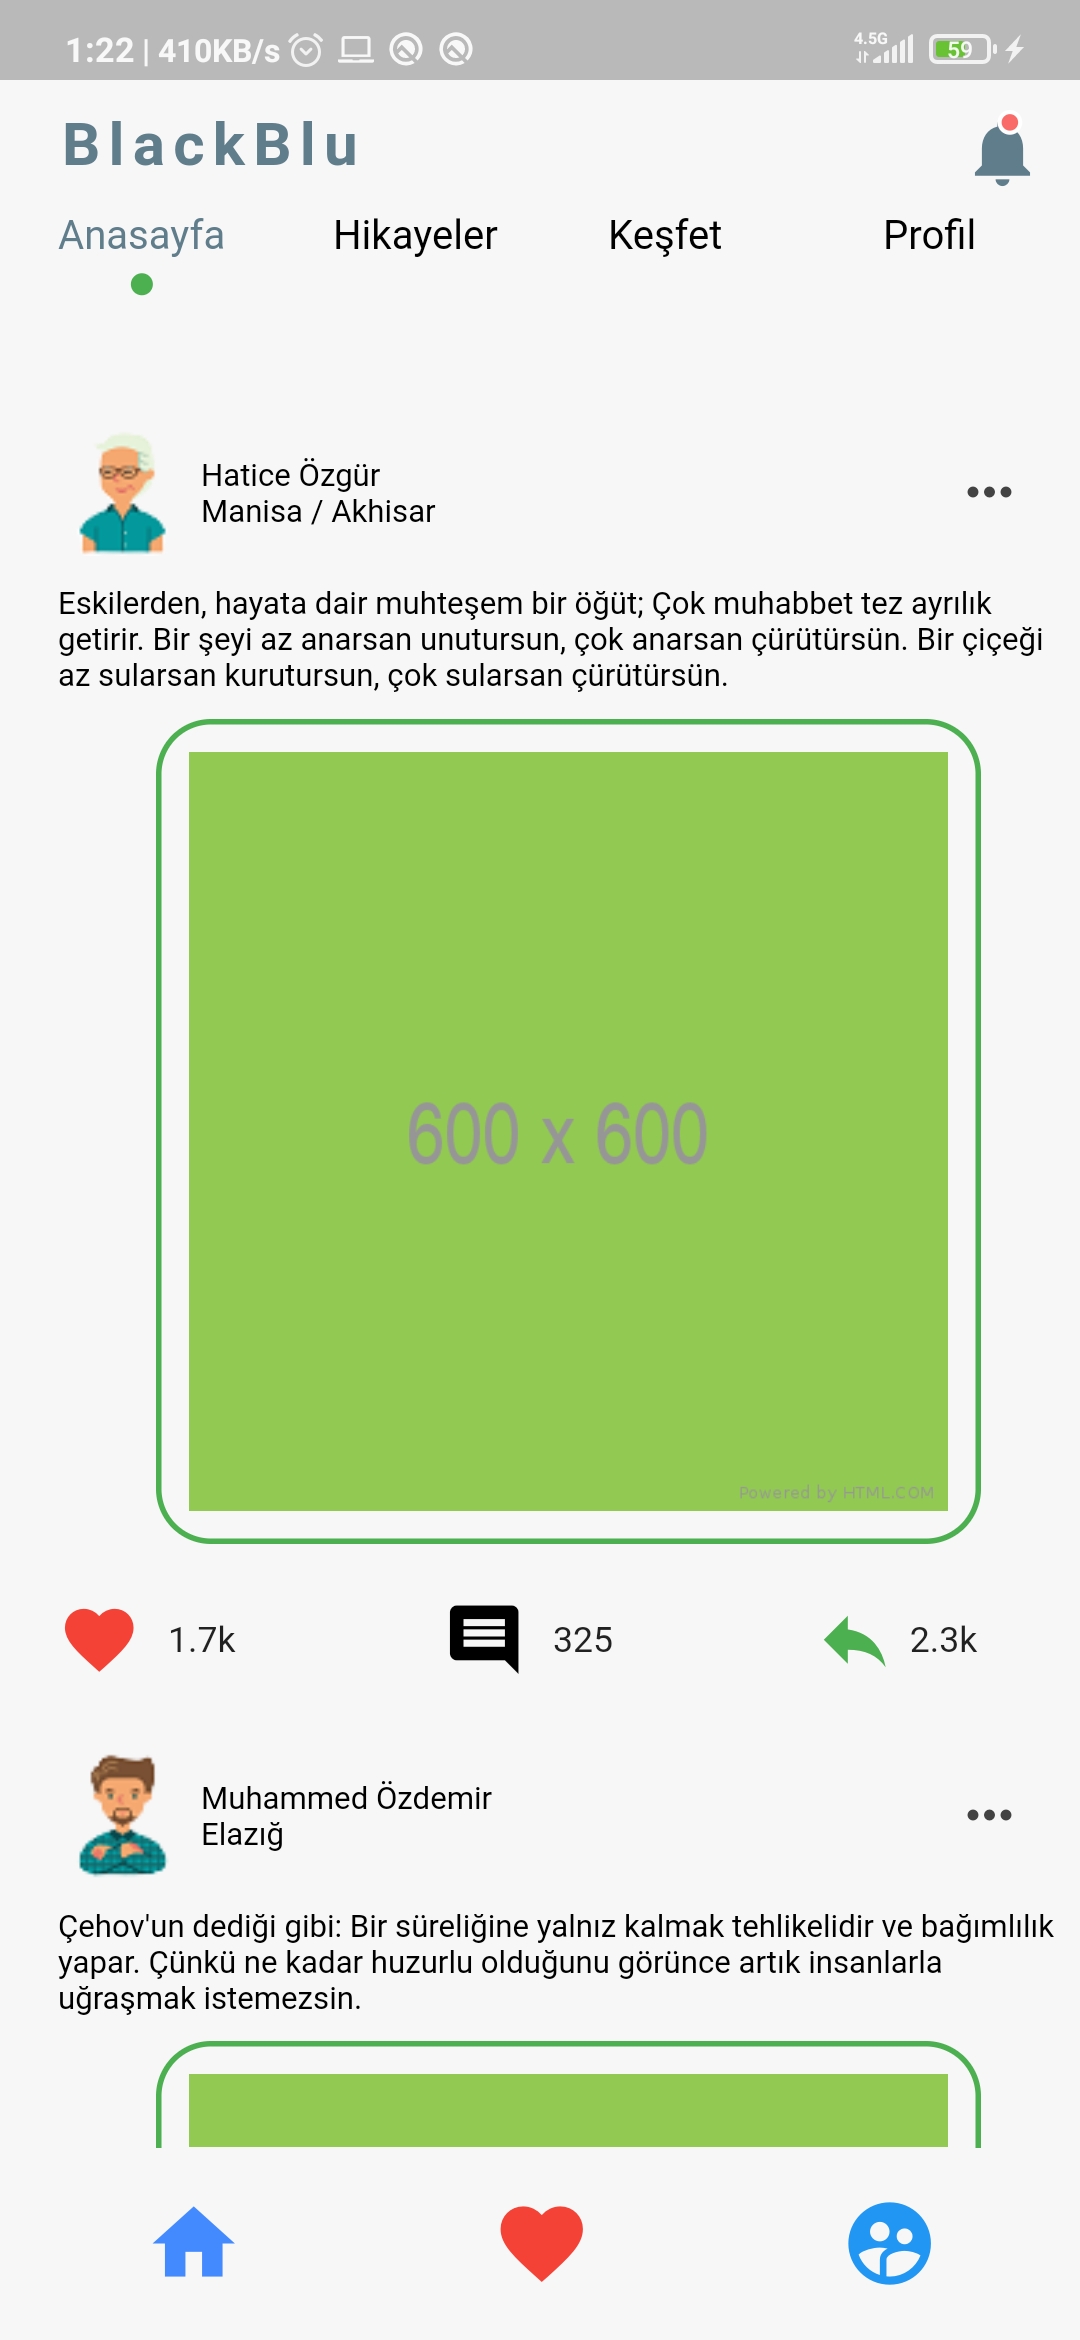 1:22 | 410KB/s
4.5G
59
BlackBlu
Anasayfa Hikayeler Keşfet Profil
Hatice Özgür
Manisa / Akhisar
Eskilerden, hayata dair muhteşem bir öğüt; Çok muhabbet tez ayrılık
getirir. Bir şeyi az anarsan unutursun, çok anarsan çürütürsün. Bir çiçeği
az sularsan kurutursun, çok sularsan çürütürsün.
600 x 600
Powered by HTML.COM
1.7k 325 2.3k
Muhammed Özdemir
Elazığ
Çehov'un dediği gibi: Bir süreliğine yalnız kalmak tehlikelidir ve bağımlılık
yapar. Çünkü ne kadar huzurlu olduğunu görünce artık insanlarla
uğraşmak istemezsin.